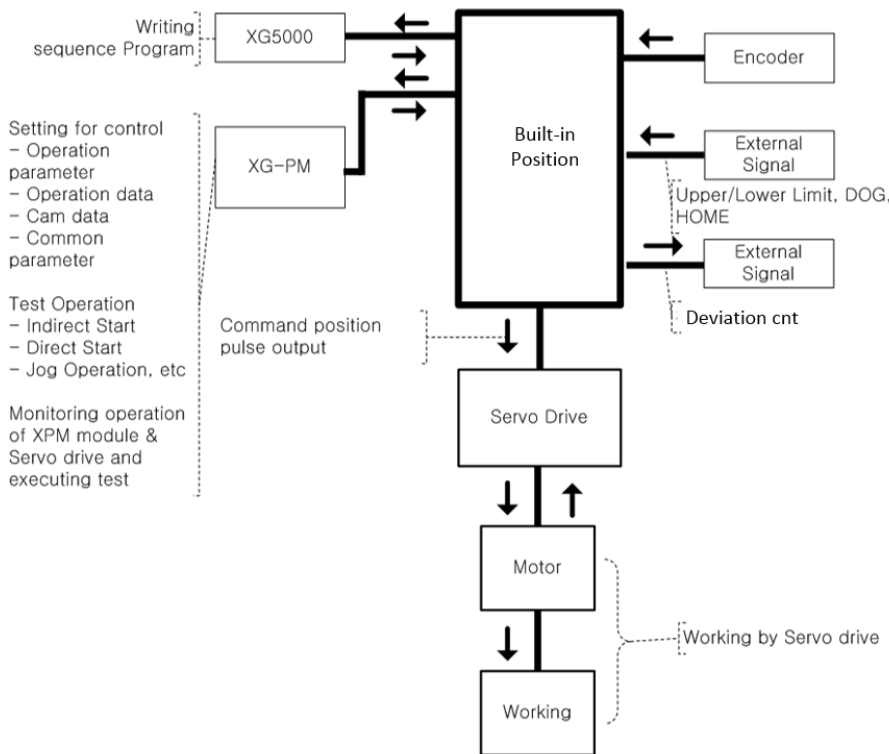 Writing
sequence Program
XG5000
Setting for control
- Operation
parameter
- Operation data
- Cam data
- Common
parameter
Test Operation
- Indirect Start
- Direct Start
- Jog Operation, etc
Monitoring operation
of XPM module &
Servo drive and
executing test
XG-PM
Built-in
Position
Encoder
External
Signal
Upper/Lower Limit, DOG,
HOME
External
Signal
Deviation cnt
Command position
pulse output
Servo Drive
Motor
Working by Servo drive
Working